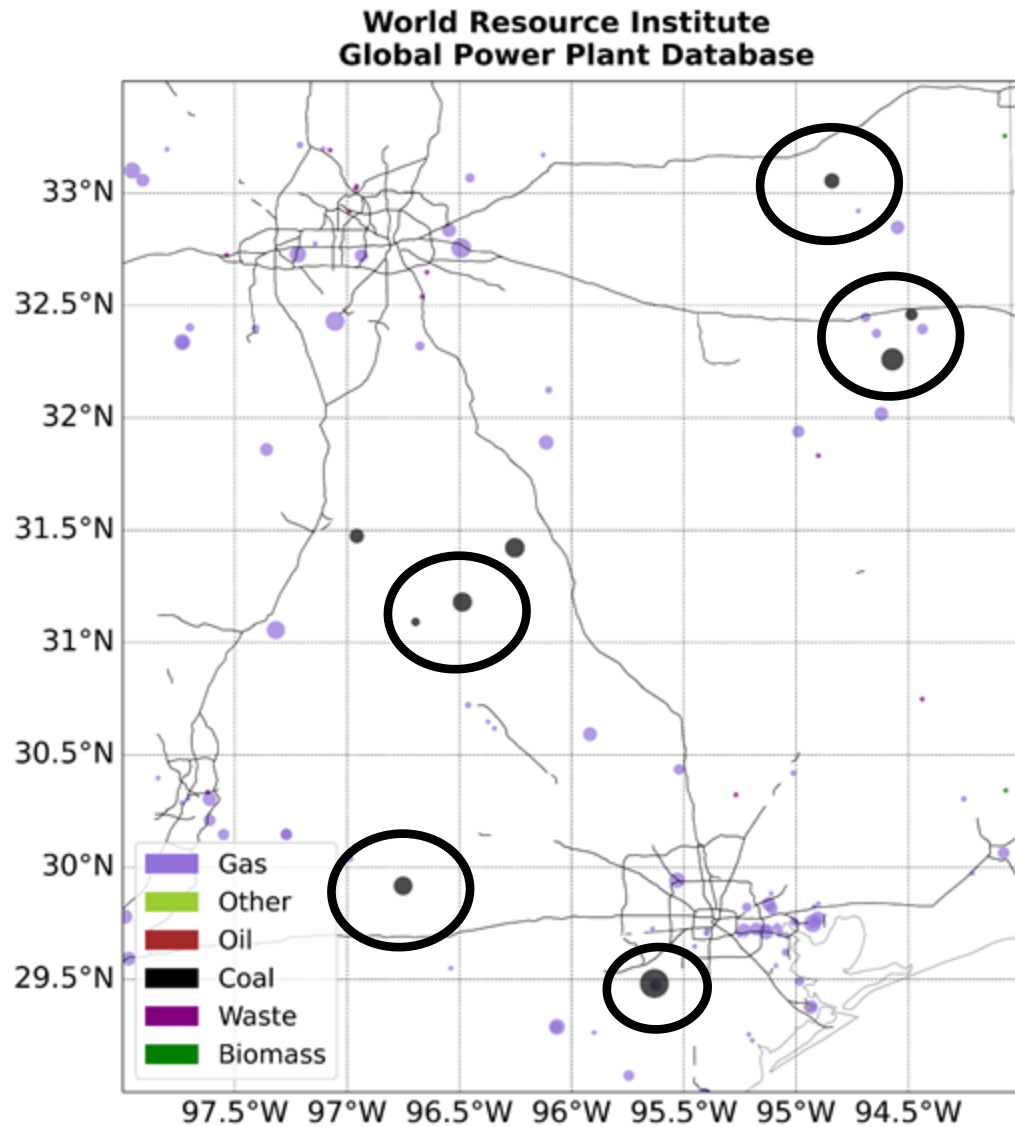 World Resource Institute
Global Power Plant Database
33°N
32.5°N
32°N
31.5°N
31°N
30.5°N
30°N
29.5°N
Gas
Other
Oil
Coal
Waste
Biomass
97.5°W 97°W 96.5°W 96°W 95.5°W 95°W 94.5°W